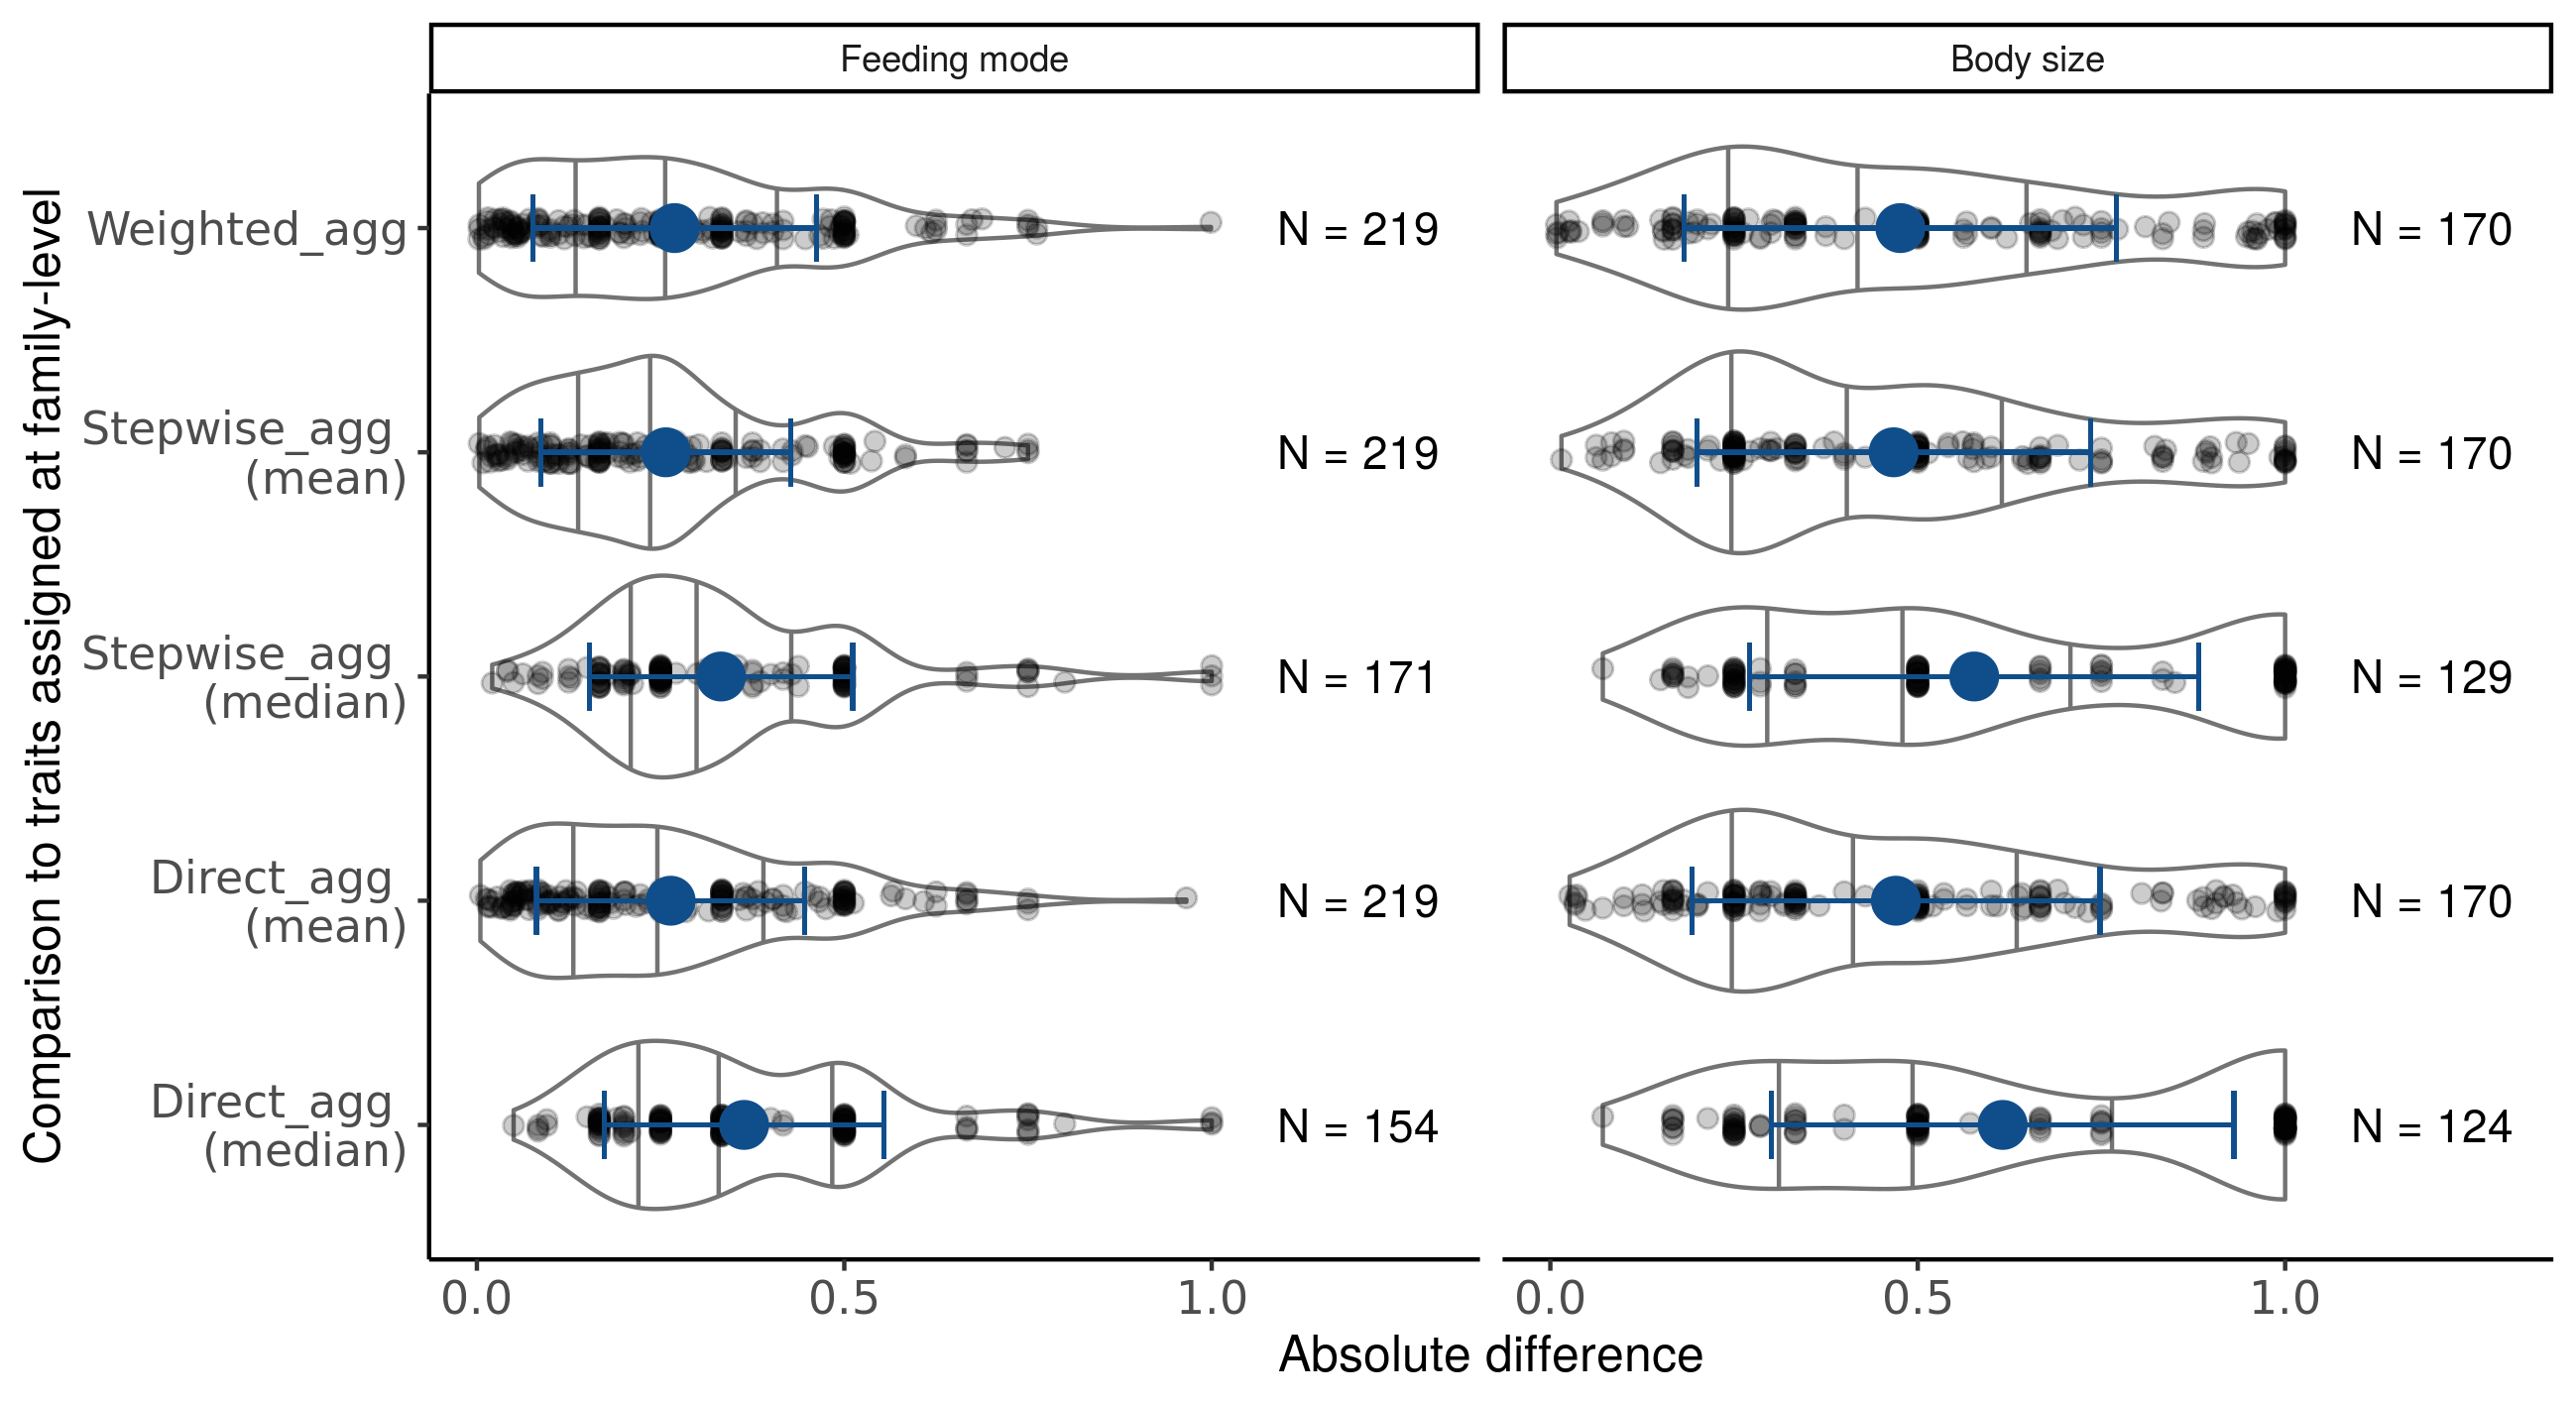 Feeding mode
Body size
Comparison to traits assigned at family-level
Weighted_agg
N = 219
N = 170
Stepwise_agg
(mean)
N = 219
N = 170
Stepwise_agg
(median)
N = 171
N = 129
Direct_agg
(mean)
N = 219
N = 170
Direct_agg
(median)
N = 154
N = 124
0.0 0.5 1.0
0.0 0.5 1.0
Absolute difference